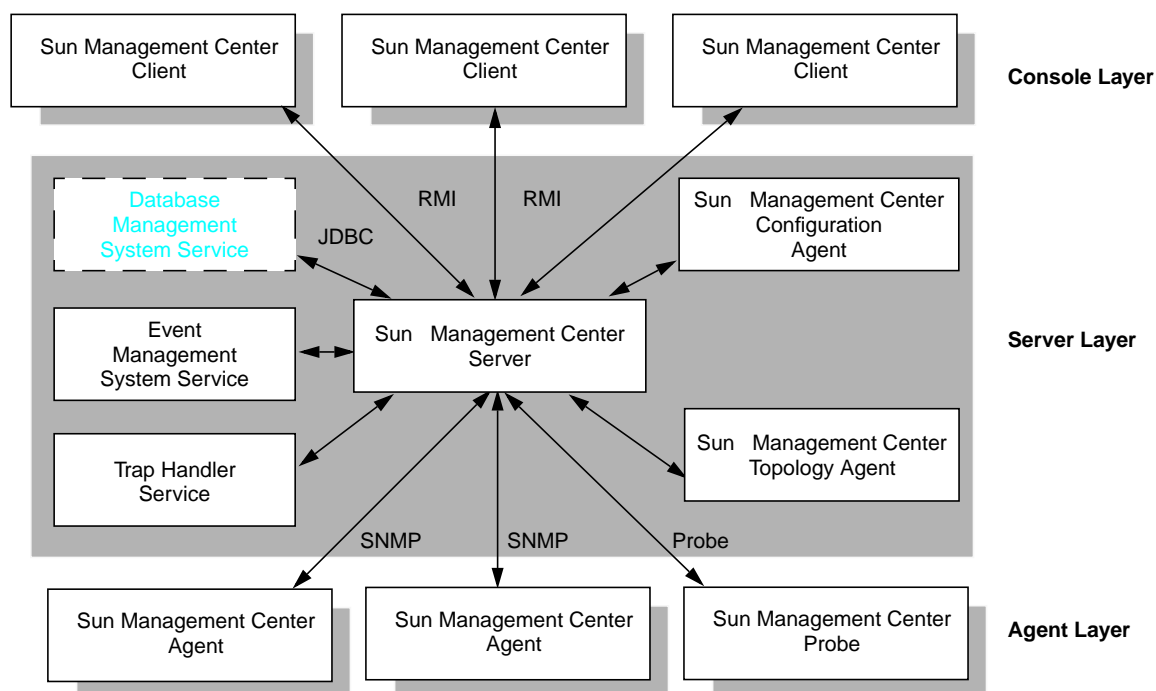 Sun Management Center
Client
Sun Management Center
Client
Sun Management Center
Client
Console Layer
Database
Management
System Service
JDBC
RMI
RMI
Sun Management Center
Configuration
Agent
Event
Management
System Service
Sun Management Center
Server
Server Layer
Trap Handler
Service
Sun Management Center
Topology Agent
SNMP
SNMP
Probe
Sun Management Center
Agent
Sun Management Center
Agent
Sun Management Center
Probe
Agent Layer